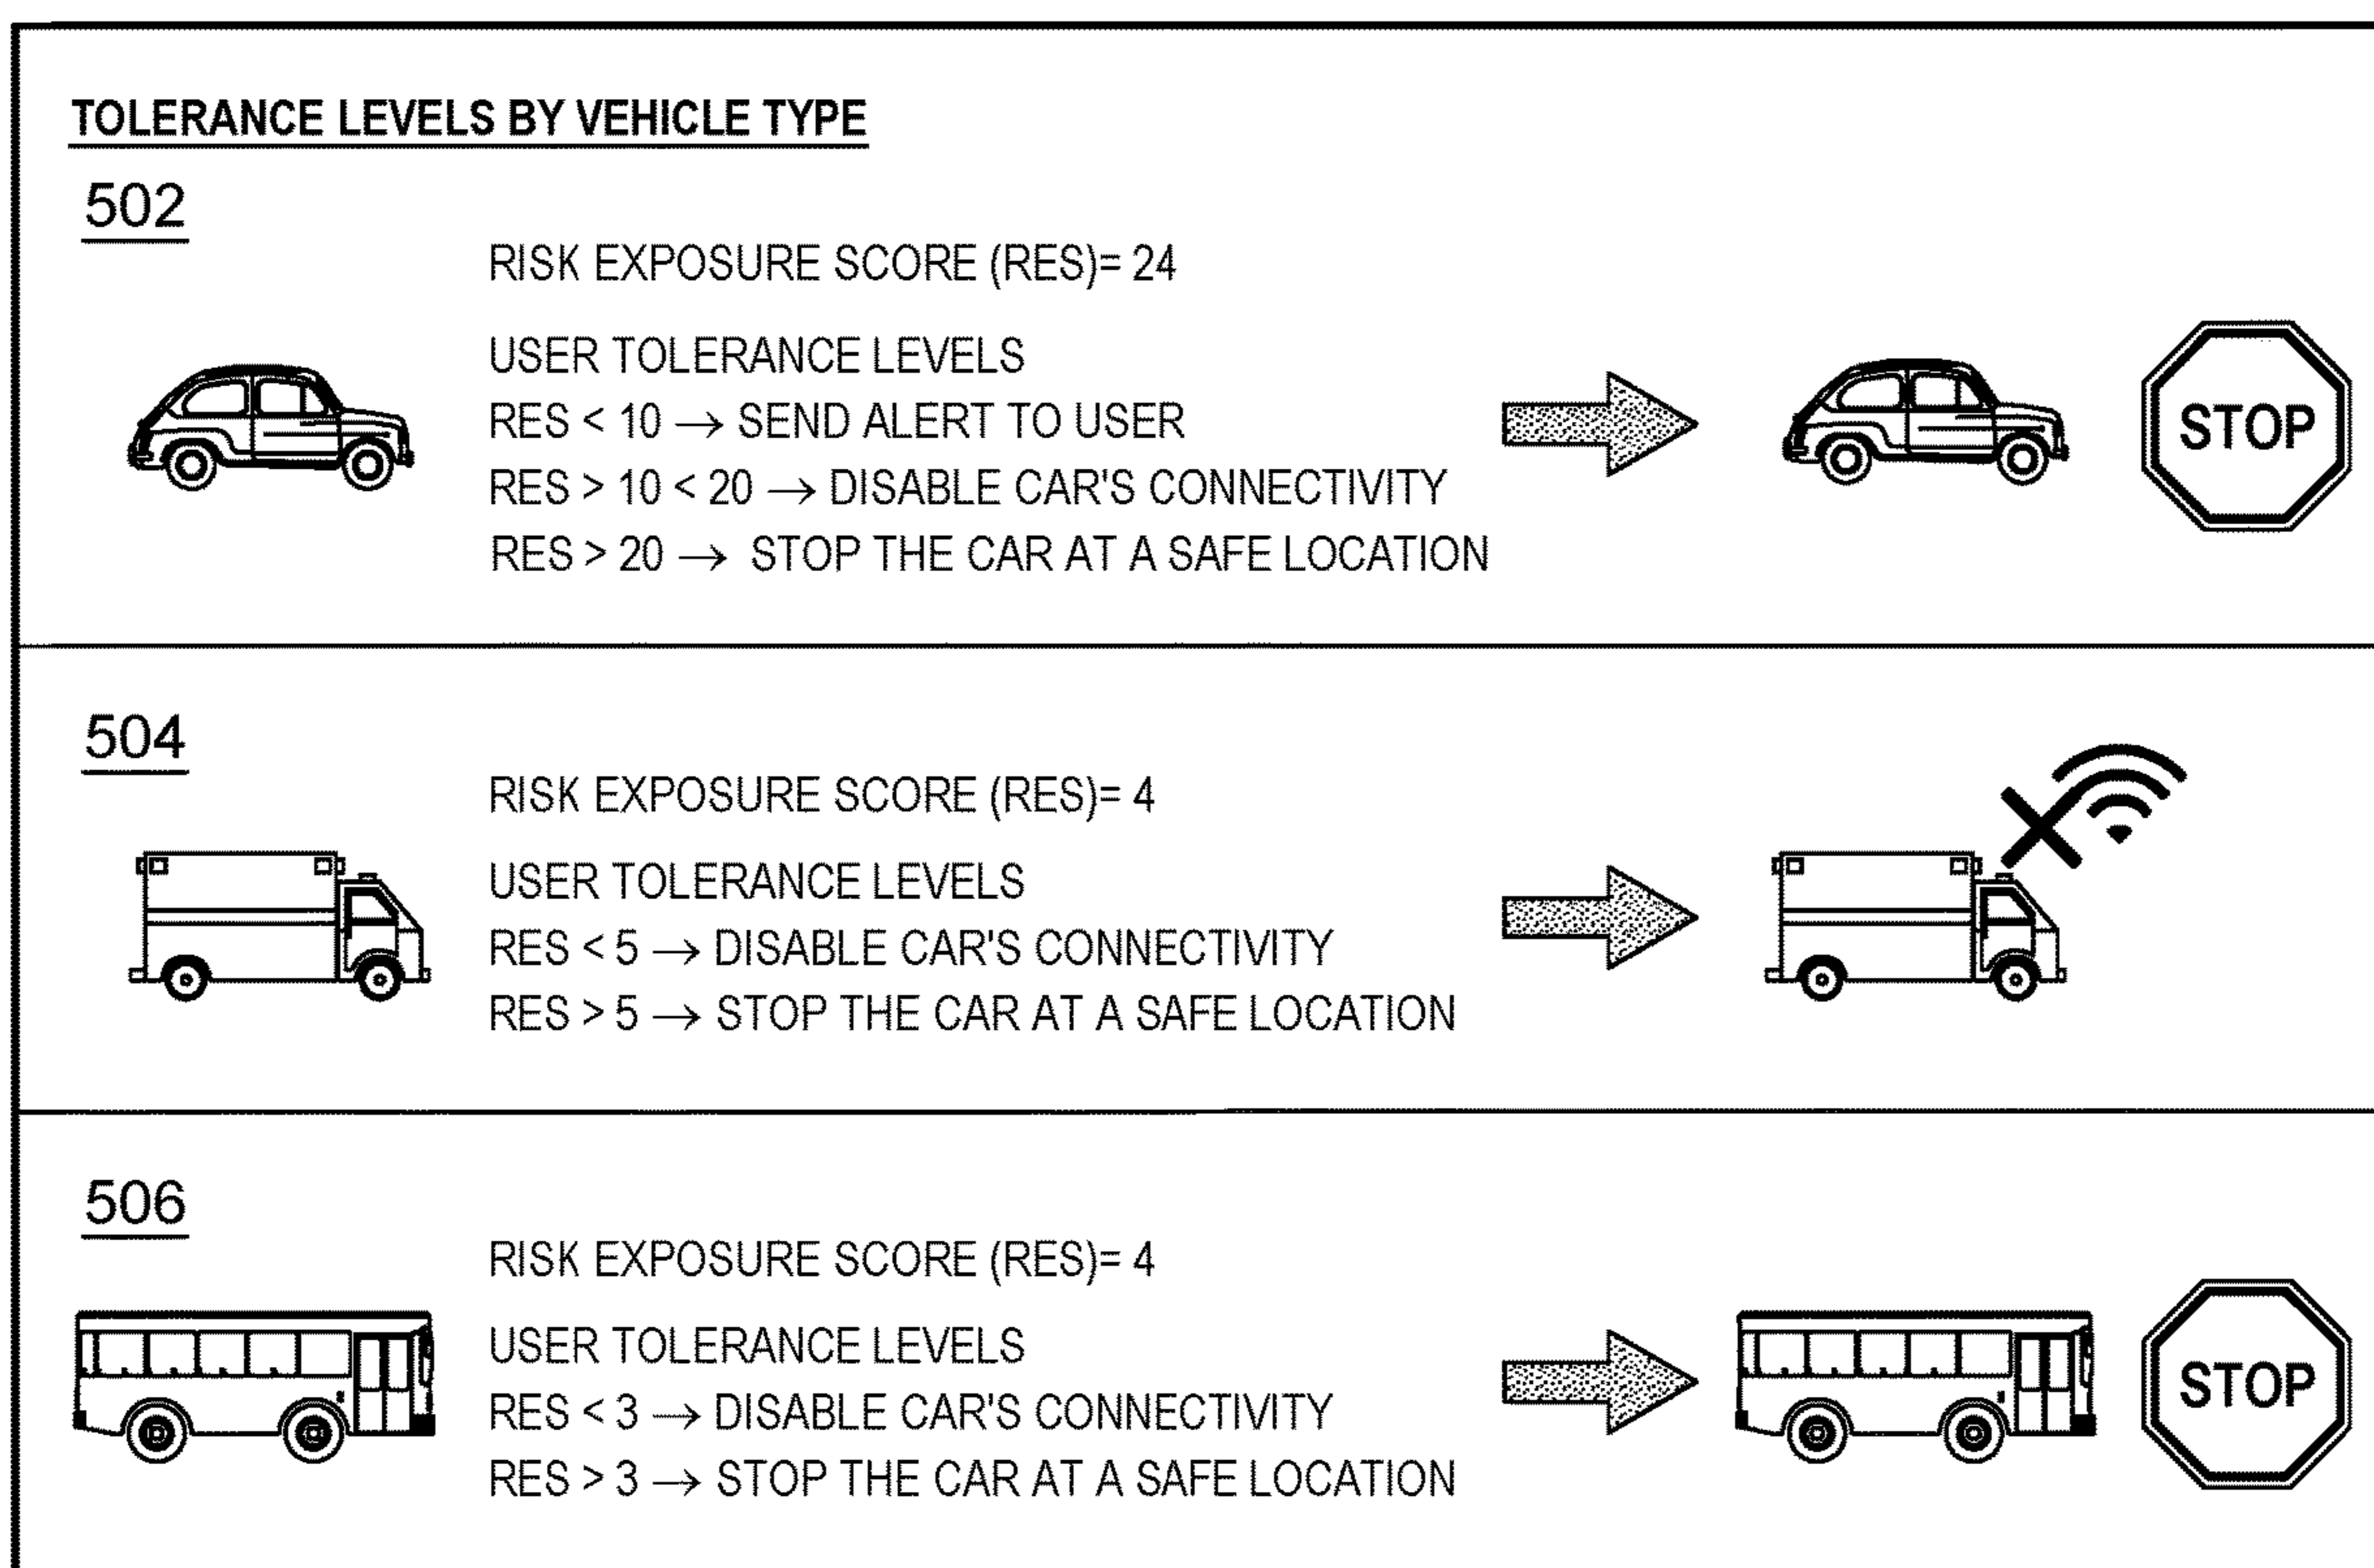 TOLERANCE LEVELS BY VEHICLE TYPE
502
RISK EXPOSURE SCORE (RES)= 24
USER TOLERANCE LEVELS
RES < 10 → SEND ALERT TO USER
RES > 10 < 20 → DISABLE CAR'S CONNECTIVITY
RES > 20 → STOP THE CAR AT A SAFE LOCATION
STOP
504
RISK EXPOSURE SCORE (RES)= 4
USER TOLERANCE LEVELS
RES < 5 → DISABLE CAR'S CONNECTIVITY
RES > 5 → STOP THE CAR AT A SAFE LOCATION
506
RISK EXPOSURE SCORE (RES)= 4
USER TOLERANCE LEVELS
RES < 3 → DISABLE CAR'S CONNECTIVITY
RES > 3 → STOP THE CAR AT A SAFE LOCATION
STOP